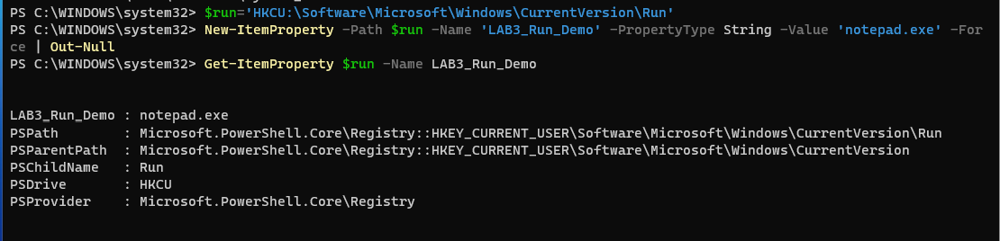 PS C:\WINDOWS\system32> $run='HKCU:\Software\Microsoft\Windows\CurrentVersion\Run'
PS C:\WINDOWS\system32> New-ItemProperty -Path $run -Name 'LAB3_Run_Demo' -PropertyType String -Value 'notepad.exe' -For
ce | Out-Null
PS C:\WINDOWS\system32> Get-ItemProperty $run -Name LAB3_Run_Demo
LAB3_Run_Demo : notepad.exe
PSPath        : Microsoft.PowerShell.Core\Registry::HKEY_CURRENT_USER\Software\Microsoft\Windows\CurrentVersion\Run
PSParentPath  : Microsoft.PowerShell.Core\Registry::HKEY_CURRENT_USER\Software\Microsoft\Windows\CurrentVersion
PSChildName   : Run
PSDrive       : HKCU
PSProvider    : Microsoft.PowerShell.Core\Registry